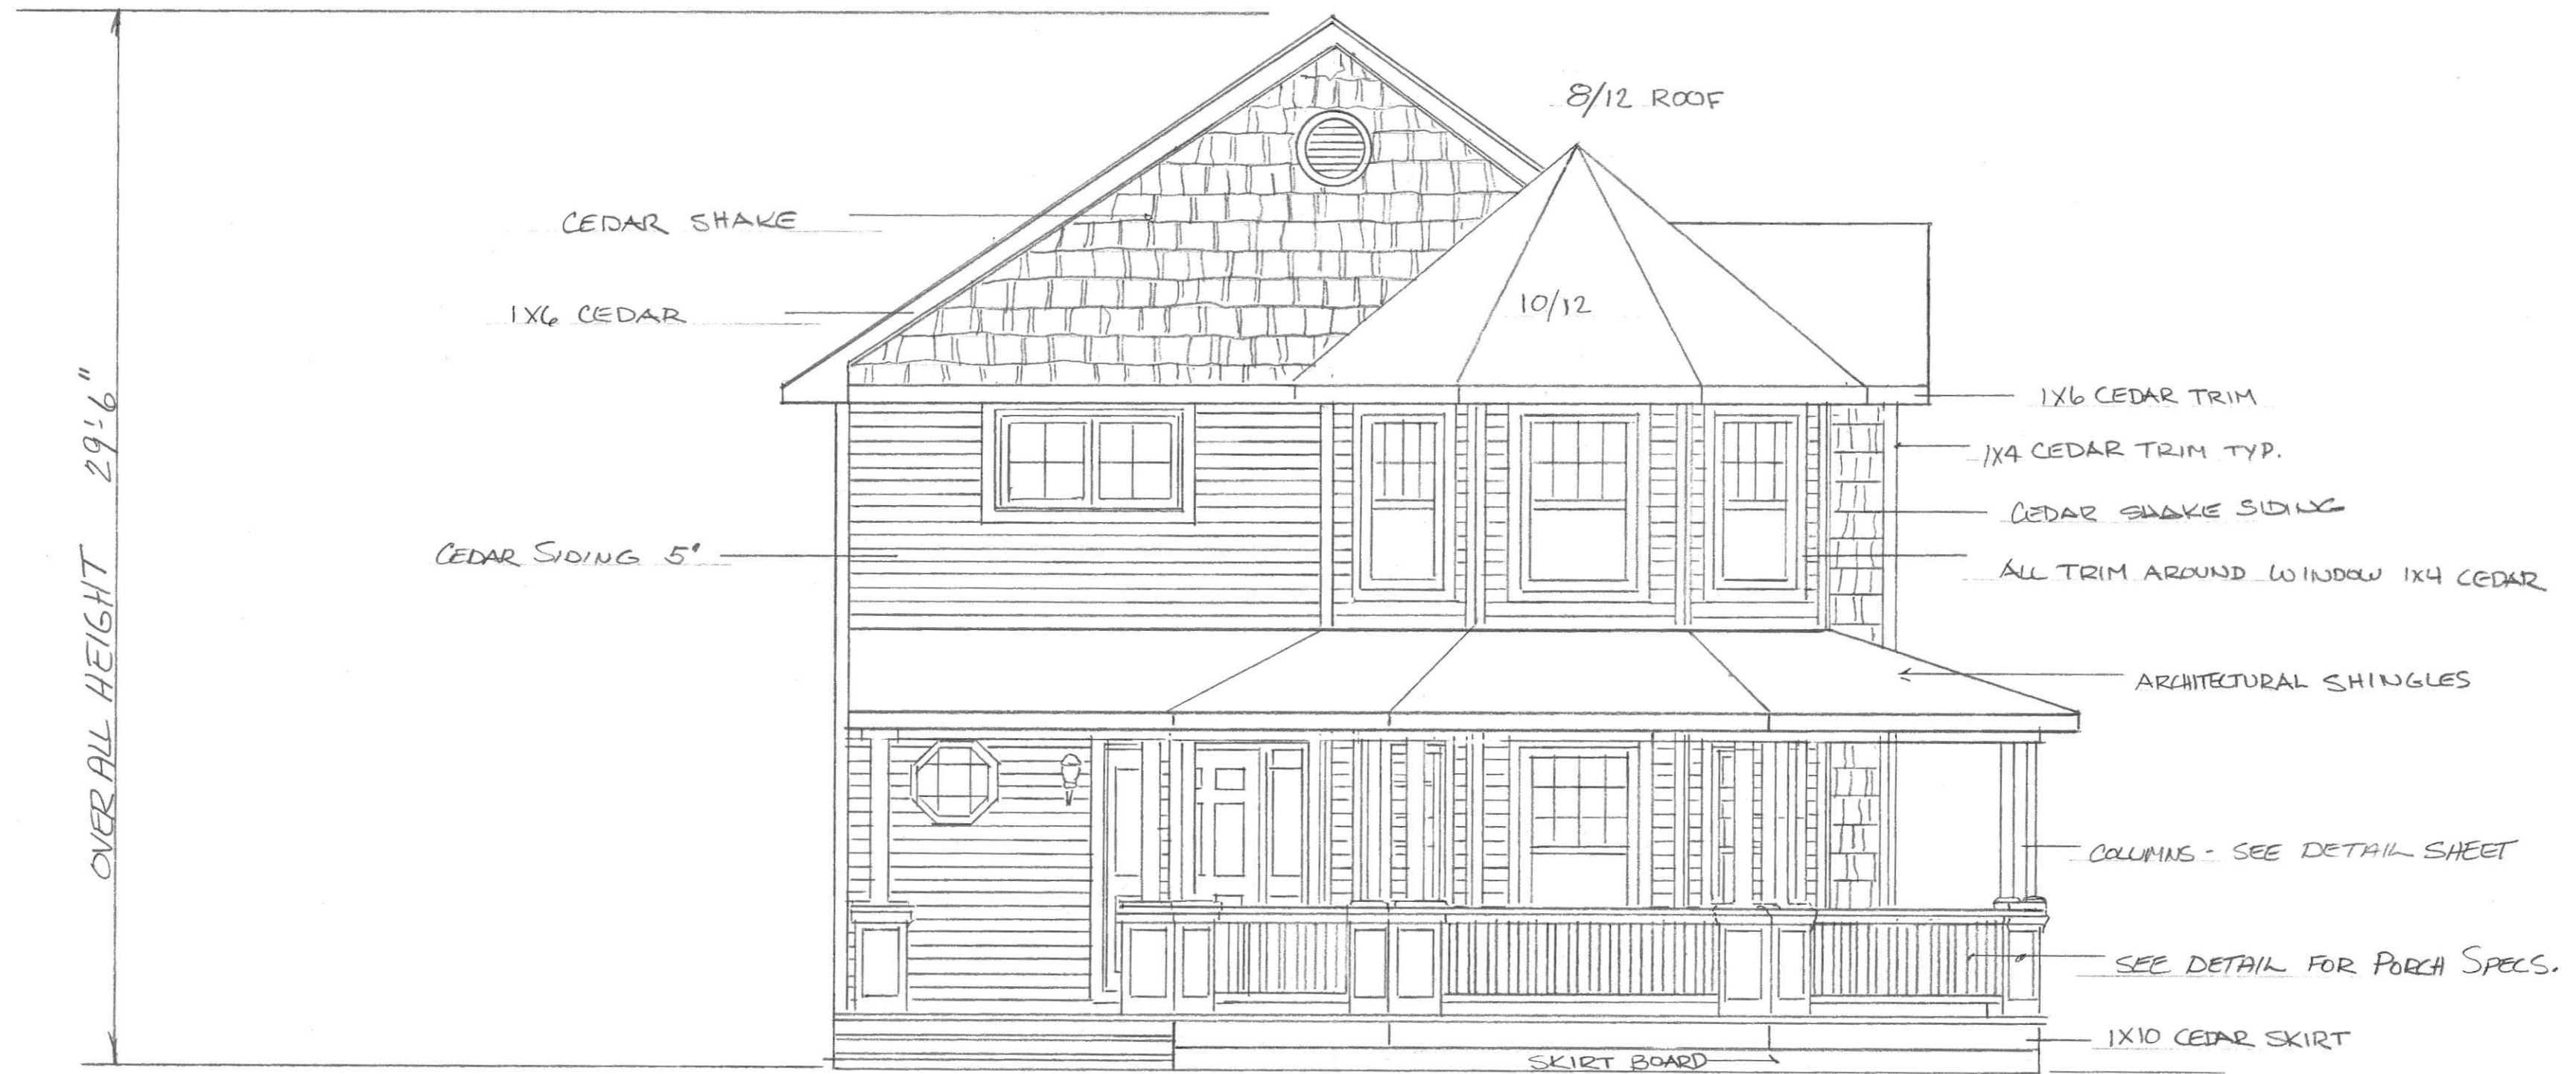 8/12 ROOF
CEDAR SHAKE
10/12
1X6 CEDAR
OVER ALL HEIGHT 29'-6"
1X6 CEDAR TRIM
1X4 CEDAR TRIM TYP.
CEDAR SHAKE SIDING
CEDAR SIDING 5"
ALL TRIM AROUND WINDOW 1X4 CEDAR
ARCHITECTURAL SHINGLES
COLUMNS - SEE DETAIL SHEET
SEE DETAIL FOR PORCH SPECS.
1X10 CEDAR SKIRT
SKIRT BOARD